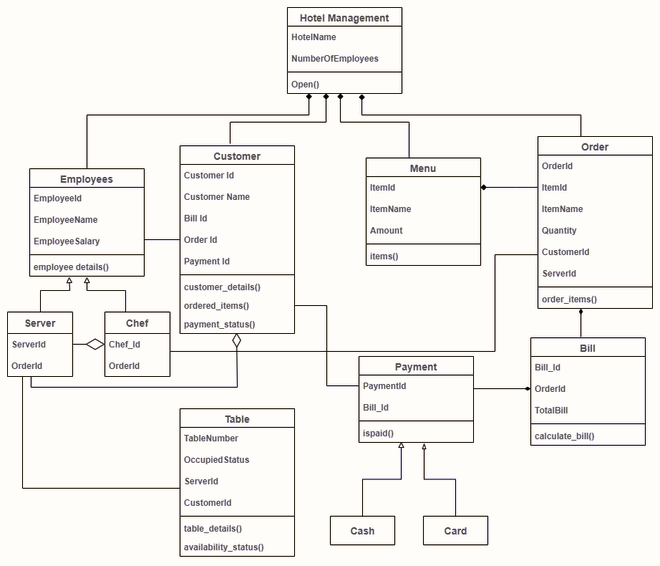 Hotel Management
HotelName
NumberOfEmployees
Open()
Employees
EmployeeId
EmployeeName
EmployeeSalary
employee details()
Customer
Customer Id
Customer Name
Bill Id
Order Id
Payment Id
customer_details()
ordered_items()
payment_status()
Menu
ItemId
ItemName
Amount
items()
Order
OrderId
ItemId
ItemName
Quantity
CustomerId
ServerId
order_items()
Server
ServerId
OrderId
Chef
Chef_Id
OrderId
Payment
PaymentId
Bill_Id
ispaid()
Bill
Bill_Id
OrderId
TotalBill
calculate_bill()
Table
TableNumber
OccupiedStatus
ServerId
CustomerId
table_details()
availability_status()
Cash
Card